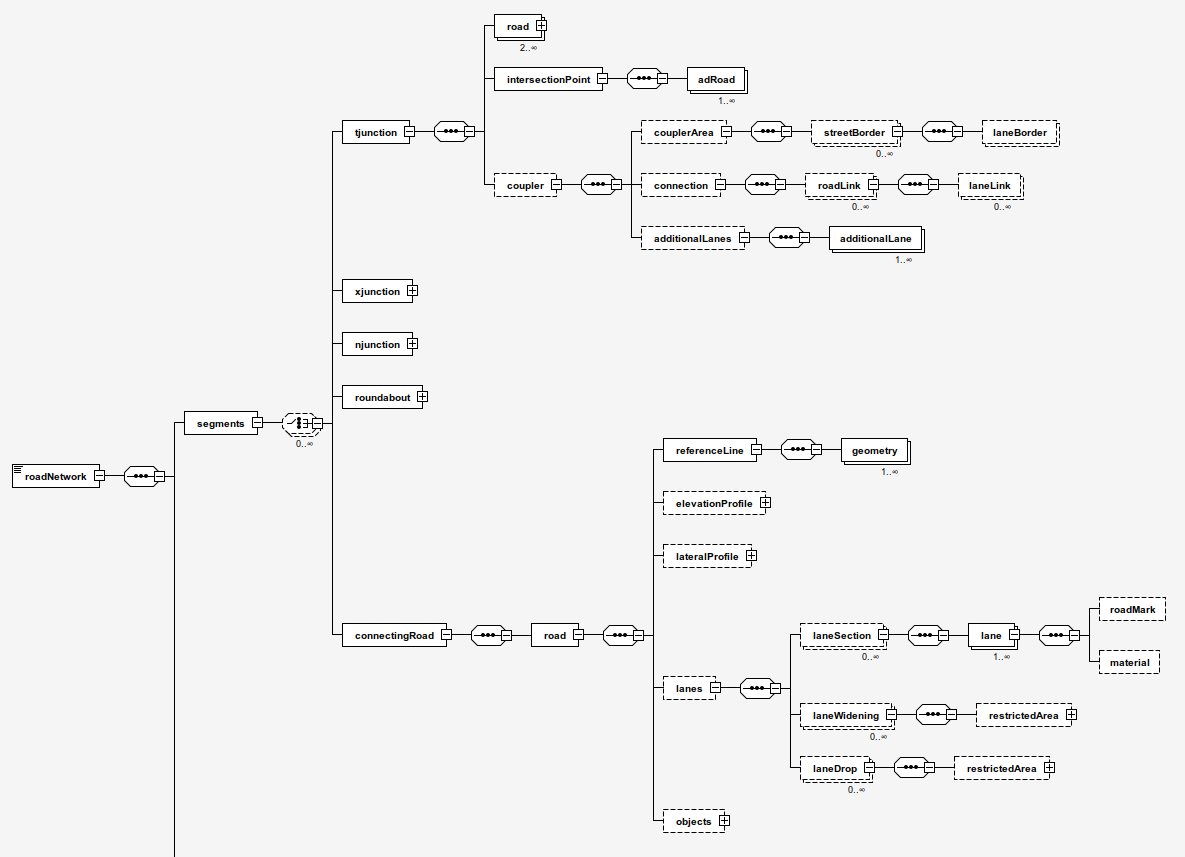 road
2..∞
intersectionPoint
adRoad
1..∞
tjunction
couplerArea
streetBorder
laneBorder
0..∞
coupler
connection
roadLink
laneLink
0..∞
0..∞
additionalLanes
additionalLane
1..∞
xjunction
njunction
roundabout
segments
0..∞
referenceLine
geometry
1..∞
roadNetwork
elevationProfile
lateralProfile
roadMark
connectingRoad
road
laneSection
lane
0..∞
1..∞
material
lanes
laneWidening
restrictedArea
0..∞
laneDrop
restrictedArea
0..∞
objects